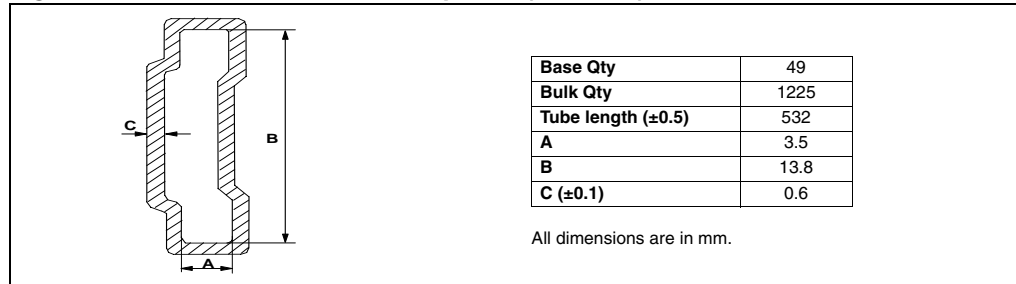 C
B
A
Base Qty 49
Bulk Qty 1225
Tube length (±0.5) 532
A 3.5
B 13.8
C (±0.1) 0.6
All dimensions are in mm.